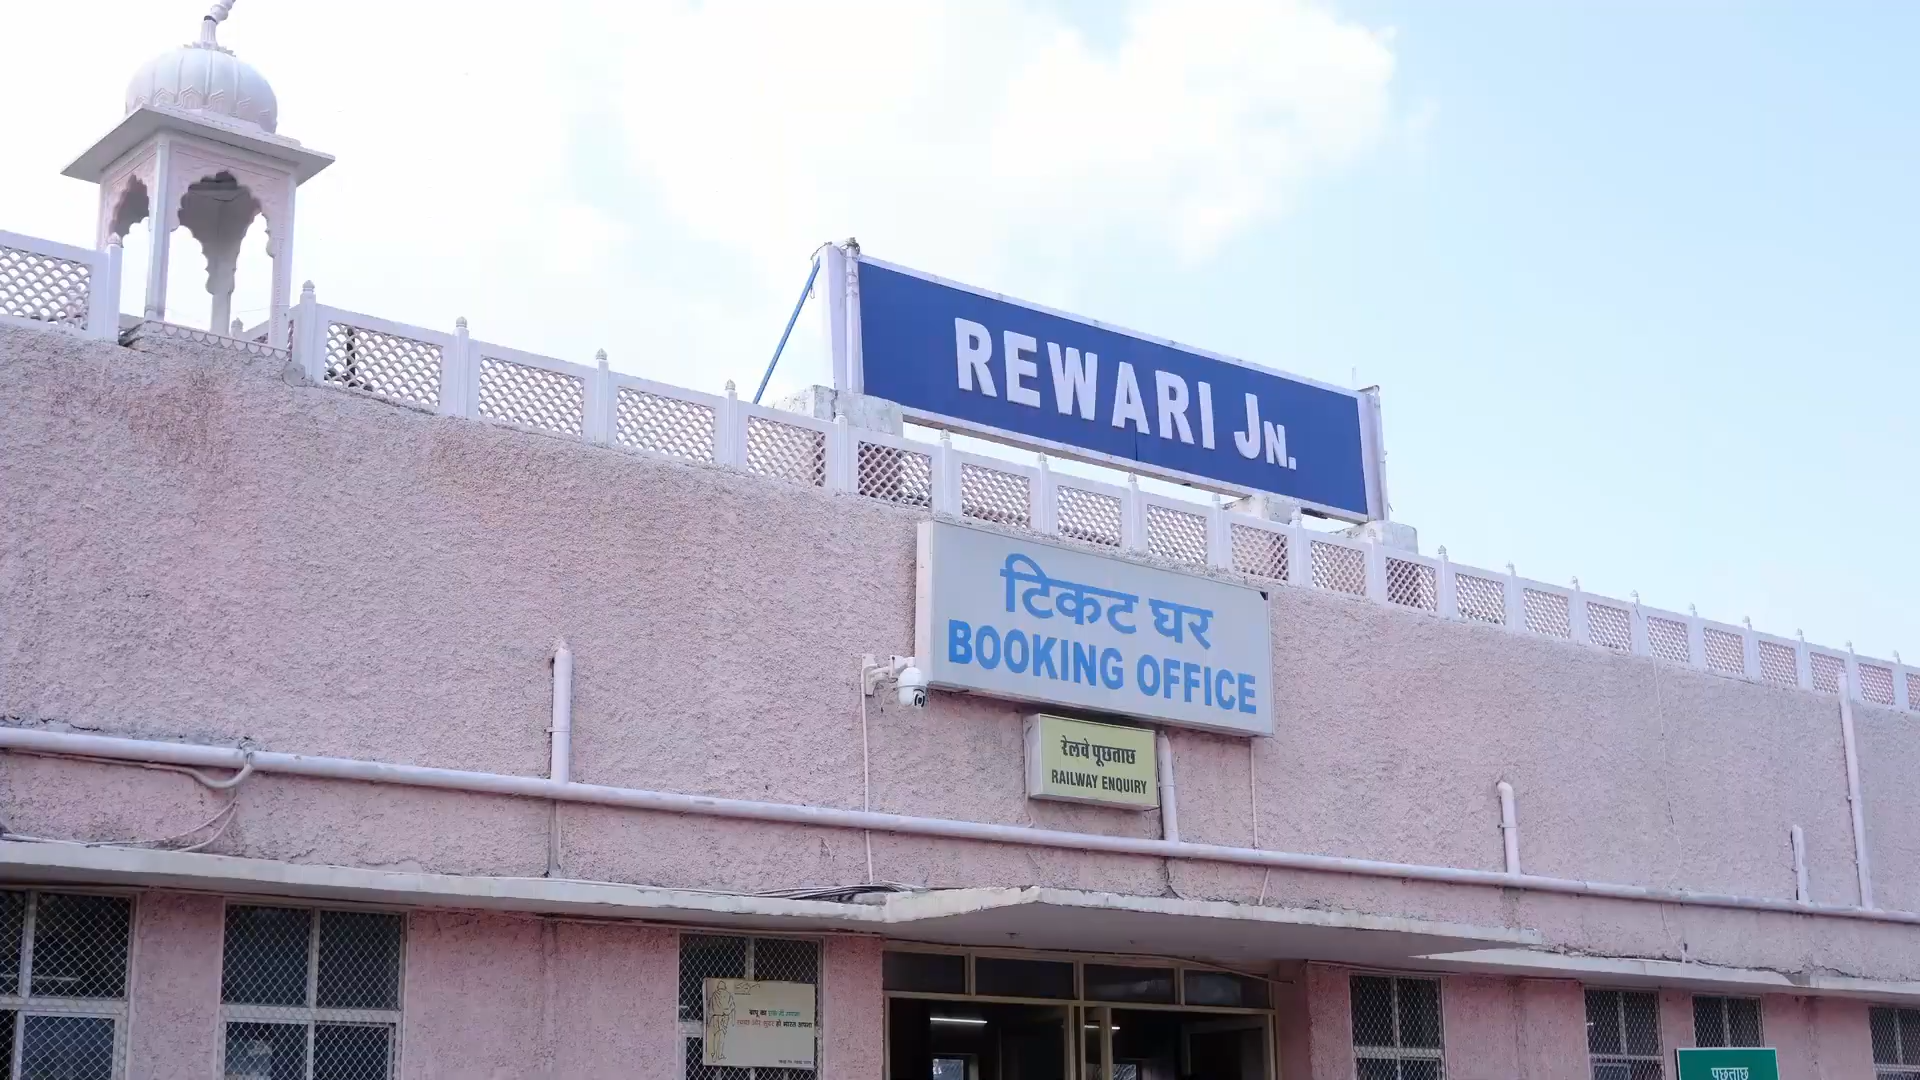 REWARI JN.
टिकट घर
BOOKING OFFICE
रेलवे पूछताछ
RAILWAY ENQUIRY
बापू का
पूछताछ